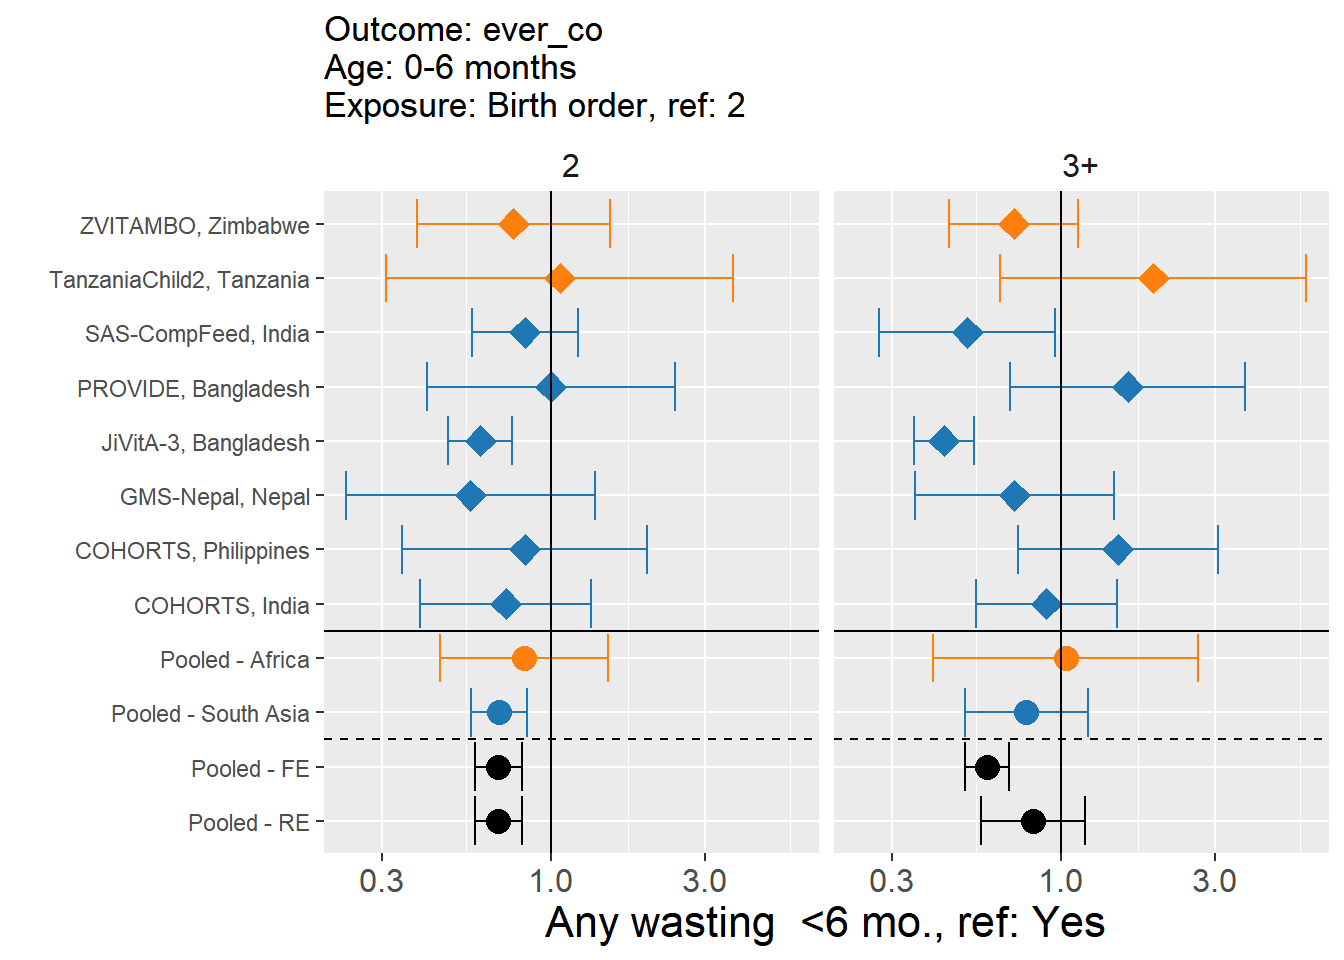 Outcome: ever_co
Age: 0-6 months
Exposure: Birth order, ref: 2
2
3+
ZVITAMBO, Zimbabwe
TanzaniaChild2, Tanzania
SAS-CompFeed, India
PROVIDE, Bangladesh
JiVitA-3, Bangladesh
GMS-Nepal, Nepal
COHORTS, Philippines
COHORTS, India
Pooled - Africa
Pooled - South Asia
Pooled - FE
Pooled - RE
0.3 1.0 3.0 0.3 1.0 3.0
Any wasting  <6 mo., ref: Yes